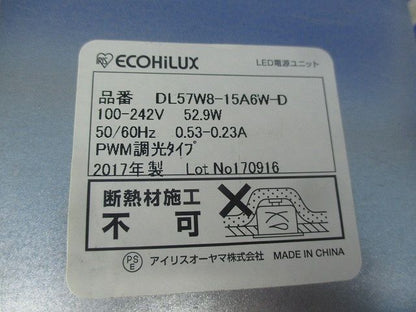 ECOHiLUX LED電源ユニット
品番 DL57W8-15A6W-D
100-242V 52.9W
50/60Hz 0.53-0.23A
PWM調光タイプ
2017年製 Lot No170916
断熱材施工
不可
PS
E
アイリスオーヤマ株式会社 MADE IN CHINA